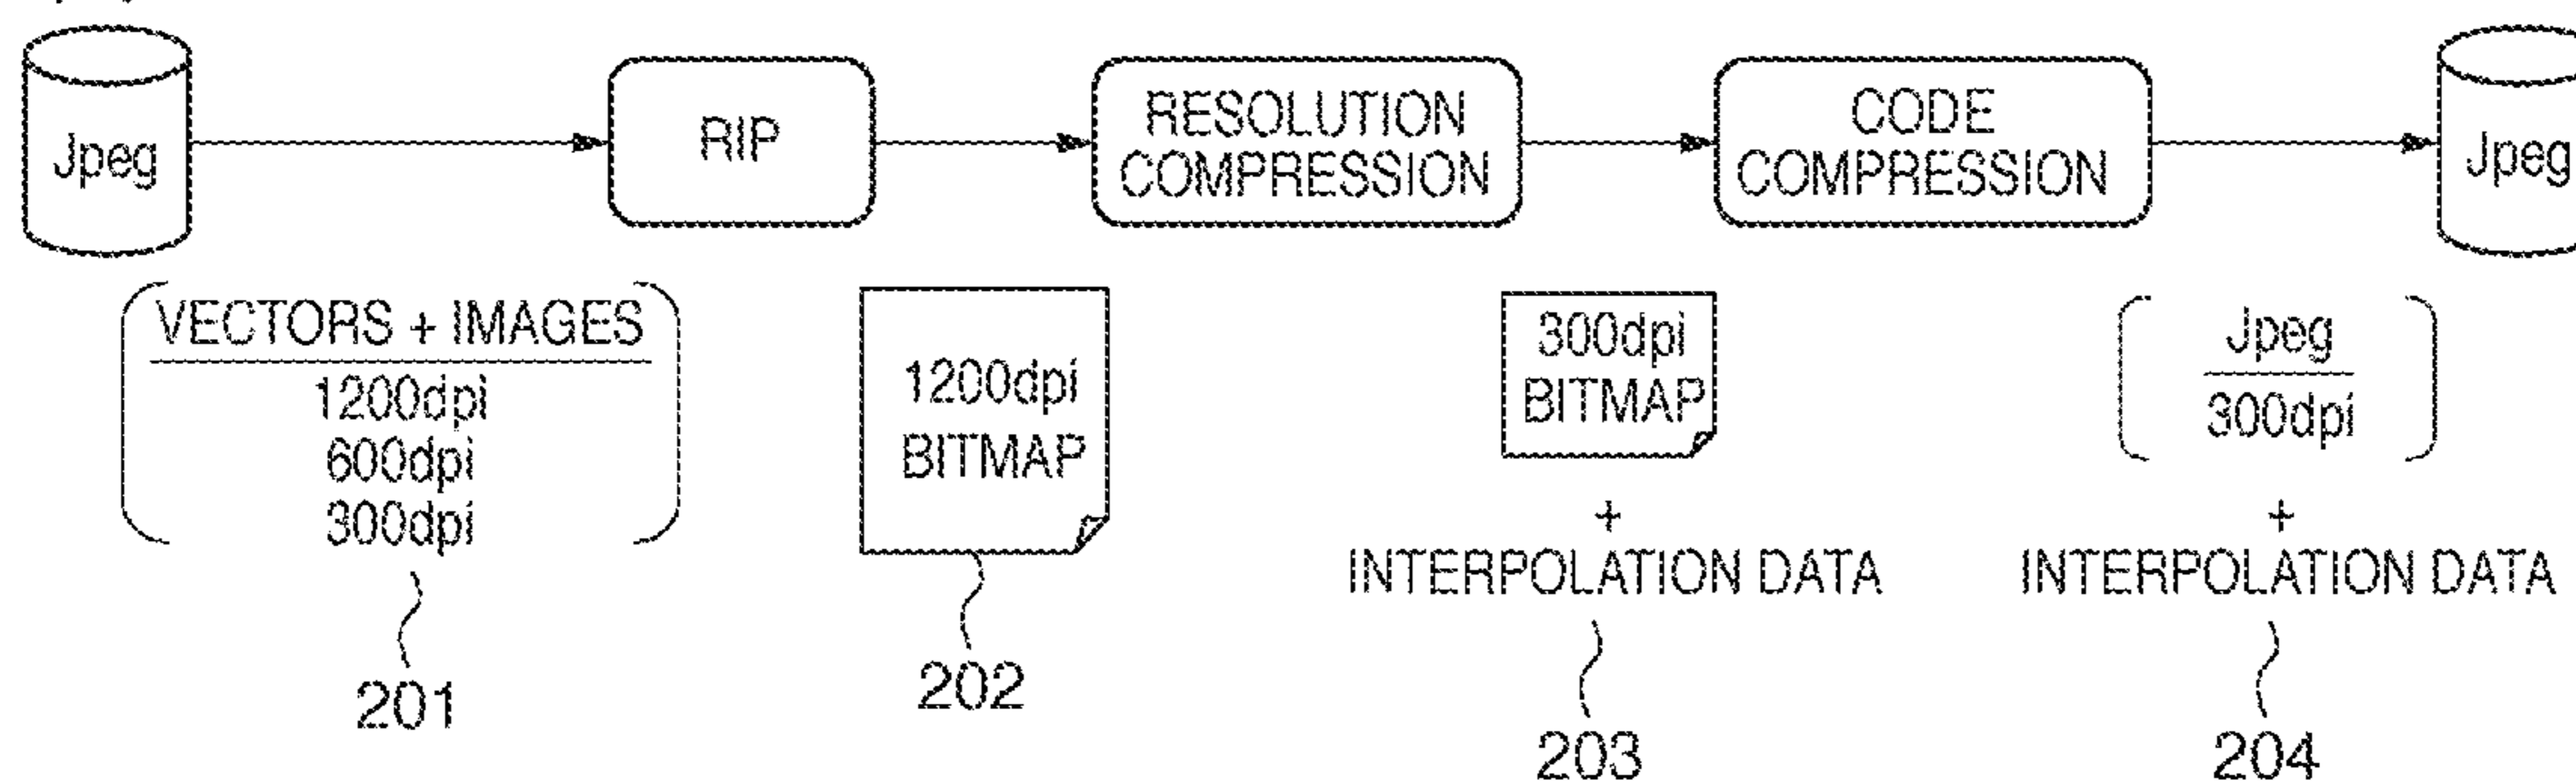 Jpeg
RIP
RESOLUTION
COMPRESSION
CODE
COMPRESSION
Jpeg
VECTORS + IMAGES
1200dpi
600dpi
300dpi
201
1200dpi
BITMAP
202
300dpi
BITMAP
+
INTERPOLATION DATA
203
Jpeg
300dpi
+
INTERPOLATION DATA
204